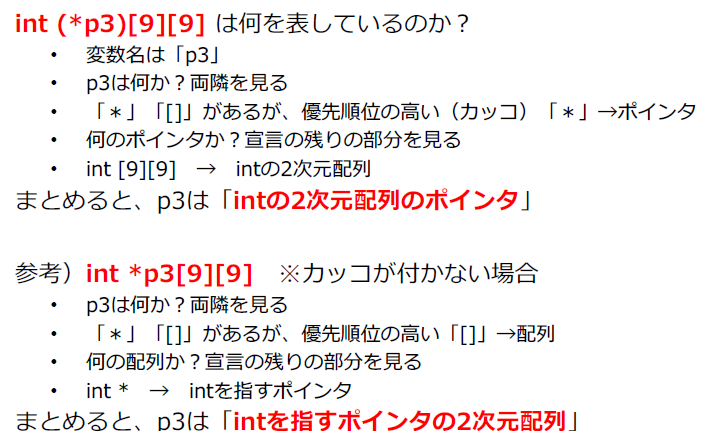 int (*p3)[9][9] は何を表しているのか？
• 変数名は「p3」
• p3は何か？両隣を見る
• 「＊」「[]」があるが、優先順位の高い（カッコ）「＊」→ポインタ
• 何のポインタか？宣言の残りの部分を見る
• int [9][9]　→　intの2次元配列
まとめると、p3は「intの2次元配列のポインタ」
参考）int *p3[9][9]　※カッコが付かない場合
• p3は何か？両隣を見る
• 「＊」「[]」があるが、優先順位の高い「[]」→配列
• 何の配列か？宣言の残りの部分を見る
• int *　→　intを指すポインタ
まとめると、p3は「intを指すポインタの2次元配列」